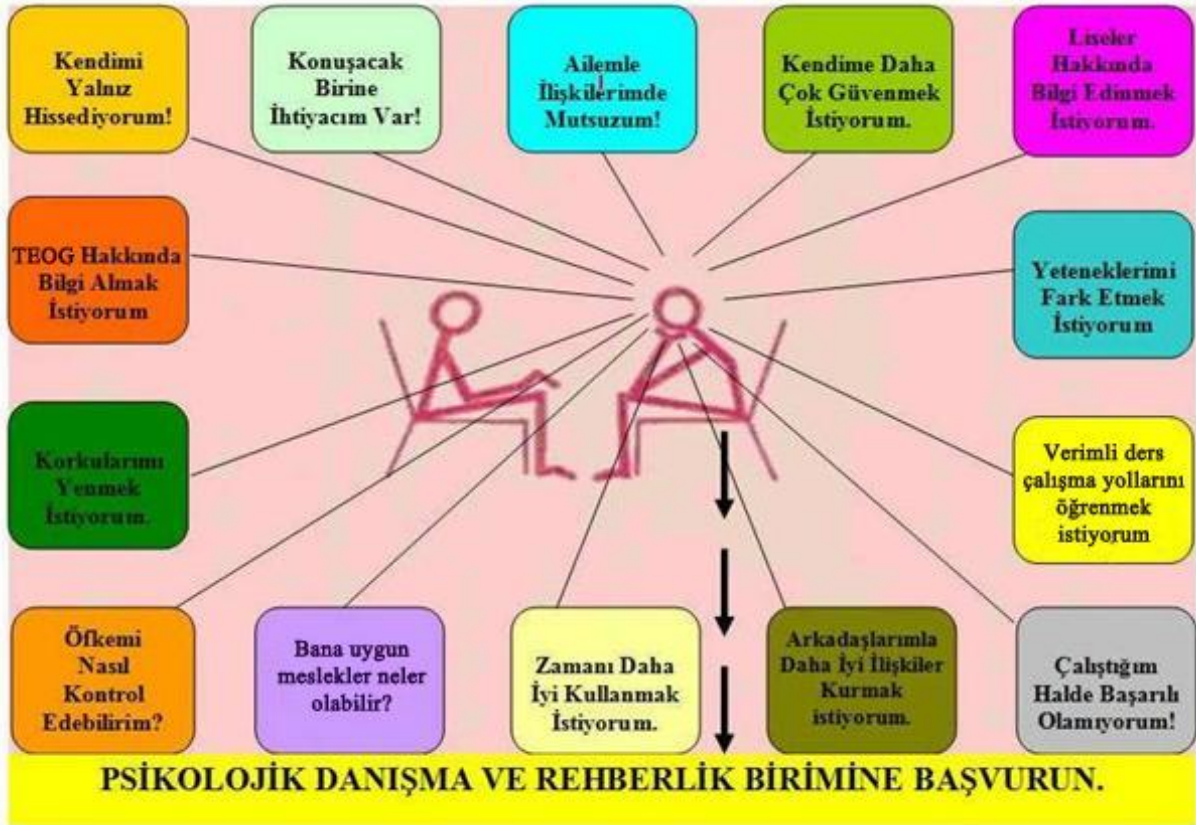 Kendimi
Yalnız
Hissediyorum!
Konuşacak
Birine
İhtiyacım Var!
Ailemle
İlişkilerimde
Mutsuzum!
Kendime Daha
Çok Güvenmek
İstiyorum.
Liseler
Hakkında
Bilgi Edinmek
İstiyorum.
TEOG Hakkında
Bilgi Almak
İstiyorum
Yeteneklerimi
Fark Etmek
İstiyorum
Korkularımı
Yenmek
İstiyorum.
Verimli ders
çalışma yollarını
öğrenmek
istiyorum
Öfkemi
Nasıl
Kontrol
Edebilirim?
Bana uygun
meslekler neler
olabilir?
Zamanı Daha
İyi Kullanmak
İstiyorum.
Arkadaşlarımla
Daha İyi İlişkiler
Kurmak
istiyorum.
Çalıştığım
Halde Başarılı
Olamıyorum!
PSİKOLOJİK DANIŞMA VE REHBERLİK BİRİMİNE BAŞVURUN.